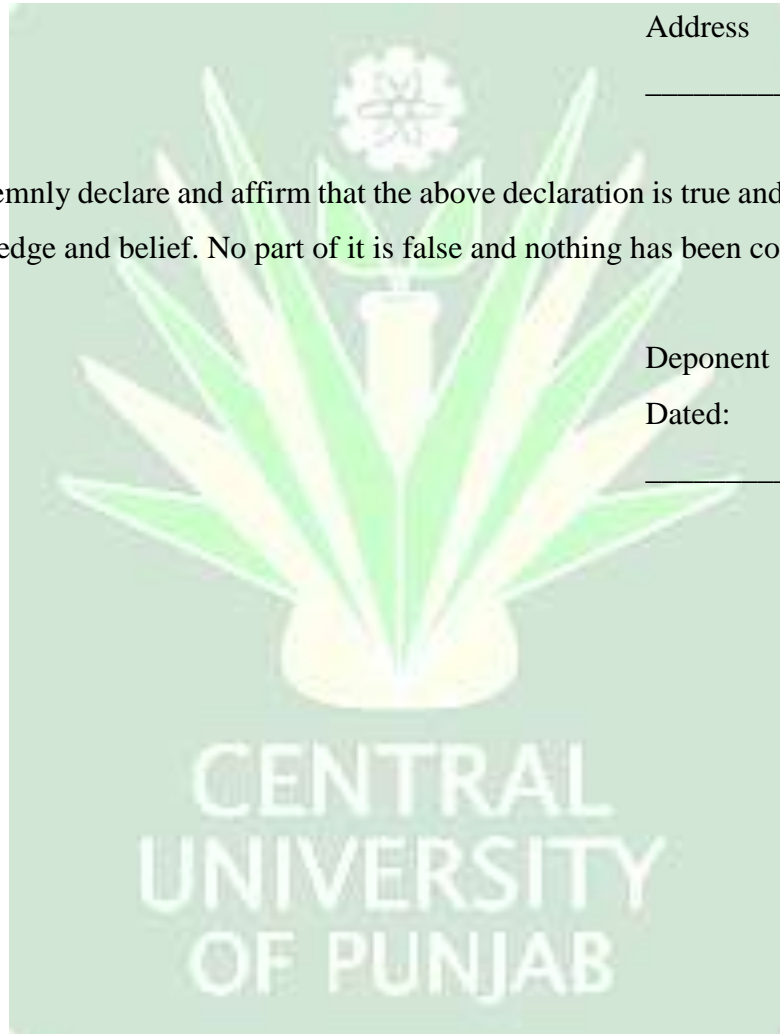 Address
emnly declare and affirm that the above declaration is true and
edge and belief. No part of it is false and nothing has been co
Deponent
Dated:
CENTRAL
UNIVERSITY
OF PUNJAB